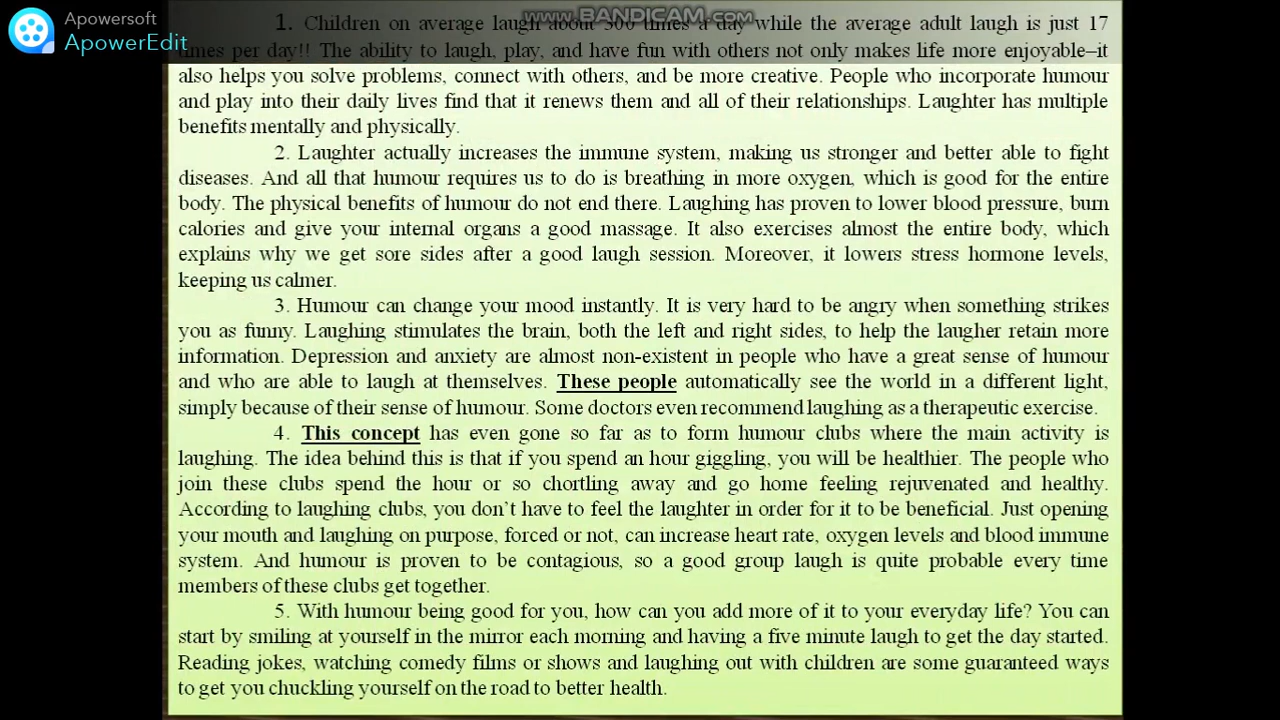 Apowersoft
ApowerEdit
www.BANDICAM.com
1. Children on average laugh about 300 times a day while the average adult laugh is just 17
times per day!! The ability to laugh, play, and have fun with others not only makes life more enjoyable–it
also helps you solve problems, connect with others, and be more creative. People who incorporate humour
and play into their daily lives find that it renews them and all of their relationships. Laughter has multiple
benefits mentally and physically.
2. Laughter actually increases the immune system, making us stronger and better able to fight
diseases. And all that humour requires us to do is breathing in more oxygen, which is good for the entire
body. The physical benefits of humour do not end there. Laughing has proven to lower blood pressure, burn
calories and give your internal organs a good massage. It also exercises almost the entire body, which
explains why we get sore sides after a good laugh session. Moreover, it lowers stress hormone levels,
keeping us calmer.
3. Humour can change your mood instantly. It is very hard to be angry when something strikes
you as funny. Laughing stimulates the brain, both the left and right sides, to help the laugher retain more
information. Depression and anxiety are almost non-existent in people who have a great sense of humour
and who are able to laugh at themselves. These people automatically see the world in a different light,
simply because of their sense of humour. Some doctors even recommend laughing as a therapeutic exercise.
4. This concept has even gone so far as to form humour clubs where the main activity is
laughing. The idea behind this is that if you spend an hour giggling, you will be healthier. The people who
join these clubs spend the hour or so chortling away and go home feeling rejuvenated and healthy.
According to laughing clubs, you don't have to feel the laughter in order for it to be beneficial. Just opening
your mouth and laughing on purpose, forced or not, can increase heart rate, oxygen levels and blood immune
system. And humour is proven to be contagious, so a good group laugh is quite probable every time
members of these clubs get together.
5. With humour being good for you, how can you add more of it to your everyday life? You can
start by smiling at yourself in the mirror each morning and having a five minute laugh to get the day started.
Reading jokes, watching comedy films or shows and laughing out with children are some guaranteed ways
to get you chuckling yourself on the road to better health.